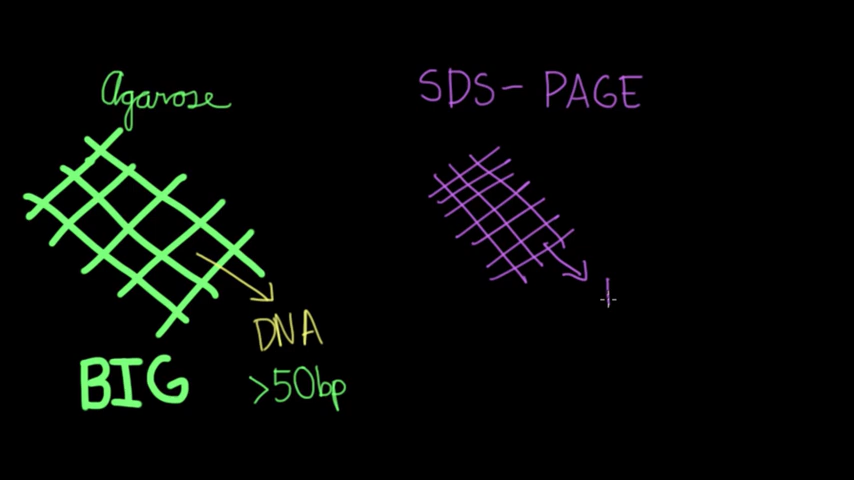 Agarose
SDS- PAGE
DNA
BIG
>50bp